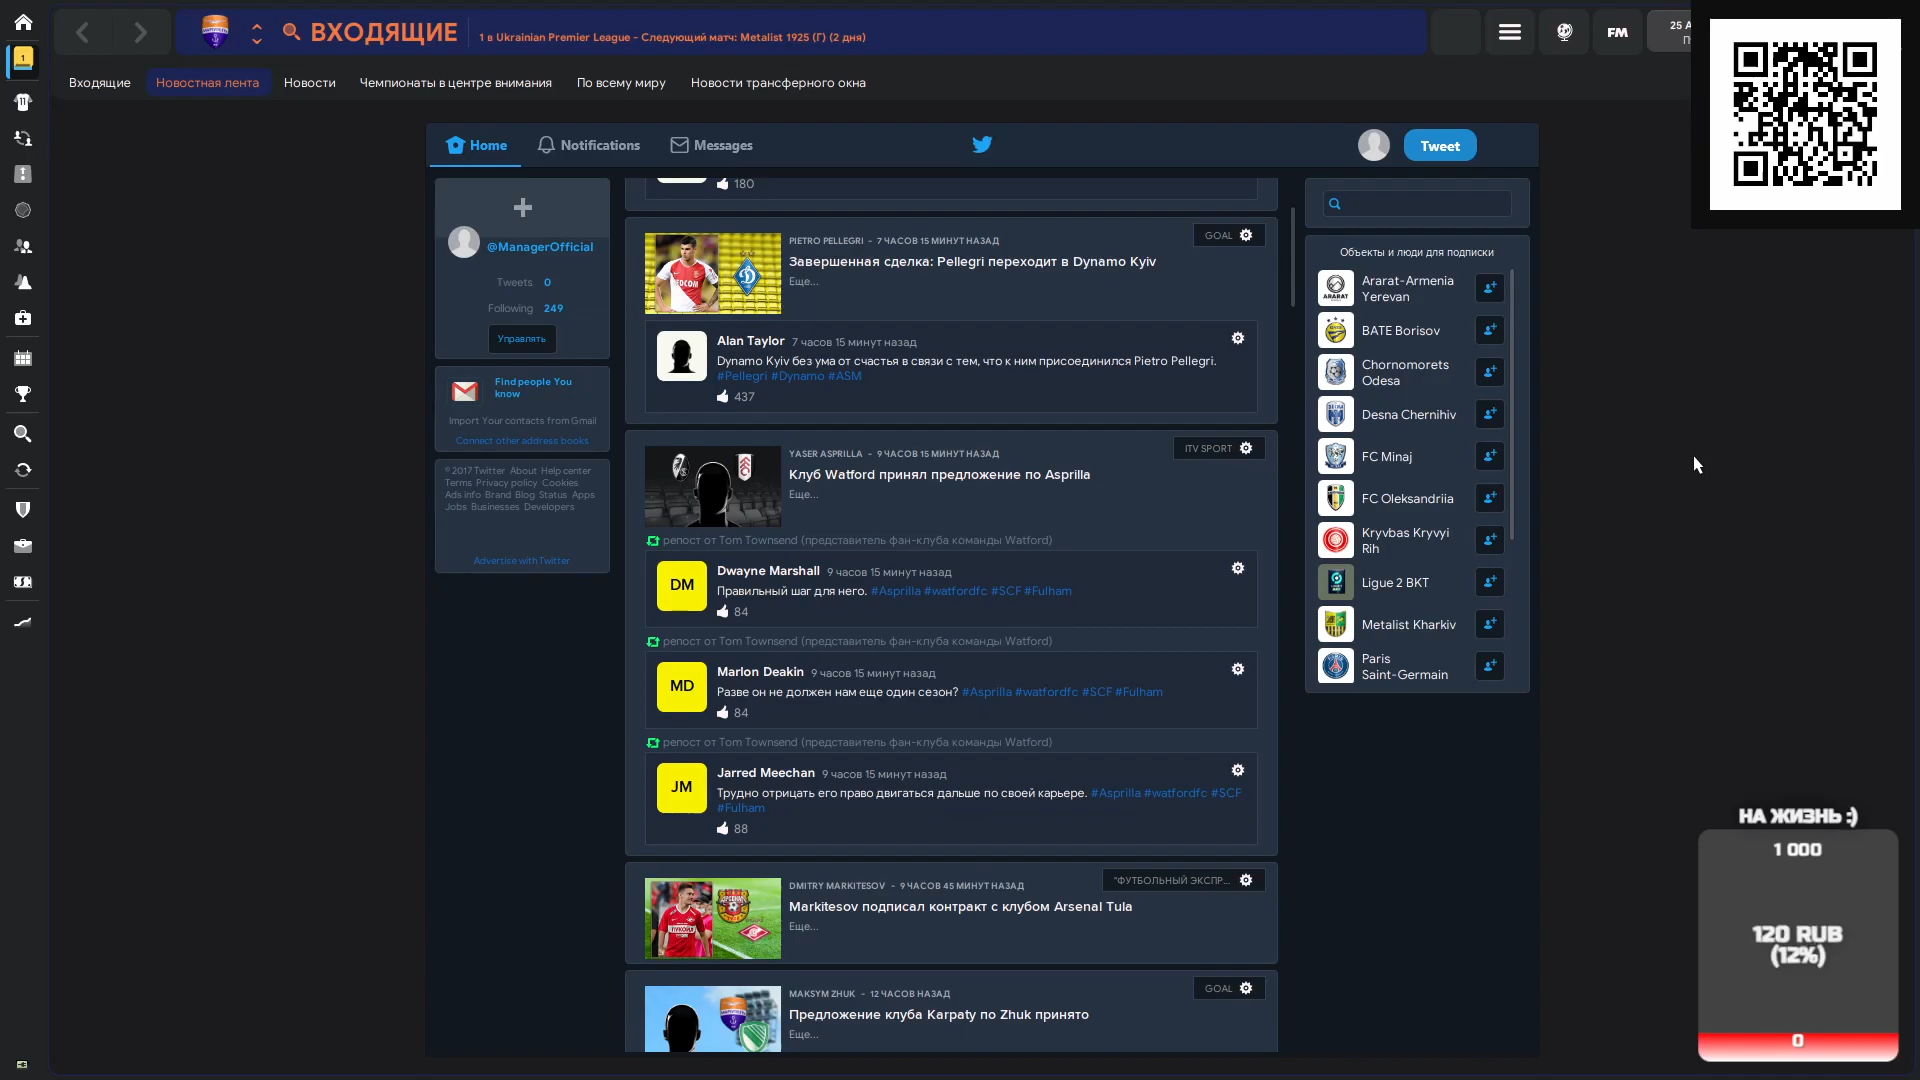 ВХОДЯЩИЕ
1 в Ukrainian Premier League - Следующий матч: Metalist 1925 (Г) (2 дня)
FM
25 А
Входящие
Новостная лента
Новости
Чемпионаты в центре внимания
По всему миру
Новости трансферного окна
Home
Notifications
Messages
Tweet
@ManagerOfficial
Tweets 0
Following 249
Управлять
Find people You
know
Import Your contacts from Gmail
Connect other address books
© 2017 Twitter About Help center
Terms Privacy policy Cookies
Ads info Brand Blog Status Apps
Jobs Businesses Developers
Advertise with Twitter
180
PIETRO PELLEGRI - 7 ЧАСОВ 15 МИНУТ НАЗАД
GOAL
Завершенная сделка: Pellegri переходит в Dynamo Kyiv
Еще...
Alan Taylor 7 часов 15 минут назад
Dynamo Kyiv без ума от счастья в связи с тем, что к ним присоединился Pietro Pellegri.
#Pellegri #Dynamo #ASM
437
YASER ASPRILLA - 9 ЧАСОВ 15 МИНУТ НАЗАД
ITV SPORT
Клуб Watford принял предложение по Asprilla
Еще...
репост от Tom Townsend (представитель фан-клуба команды Watford)
DM
Dwayne Marshall 9 часов 15 минут назад
Правильный шаг для него. #Asprilla #watfordfc #SCF #Fulham
84
репост от Tom Townsend (представитель фан-клуба команды Watford)
MD
Marlon Deakin 9 часов 15 минут назад
Разве он не должен нам еще один сезон? #Asprilla #watfordfc #SCF #Fulham
84
репост от Tom Townsend (представитель фан-клуба команды Watford)
JM
Jarred Meechan 9 часов 15 минут назад
Трудно отрицать его право двигаться дальше по своей карьере. #Asprilla #watfordfc #SCF
#Fulham
88
DMITRY MARKITESOV - 9 ЧАСОВ 45 МИНУТ НАЗАД
"ФУТБОЛЬНЫЙ ЭКСПР...
Markitesov подписал контракт с клубом Arsenal Tula
Еще...
MAKSYM ZHUK - 12 ЧАСОВ НАЗАД
GOAL
Предложение клуба Karpaty по Zhuk принято
Еще...
Объекты и люди для подписки
Ararat-Armenia
Yerevan
BATE Borisov
Chornomorets
Odesa
Desna Chernihiv
FC Minaj
FC Oleksandriia
Kryvbas Kryvyi
Rih
Ligue 2 BKT
Metalist Kharkiv
Paris
Saint-Germain
НА ЖИЗНЬ :)
1 000
120 RUB
(12%)
0